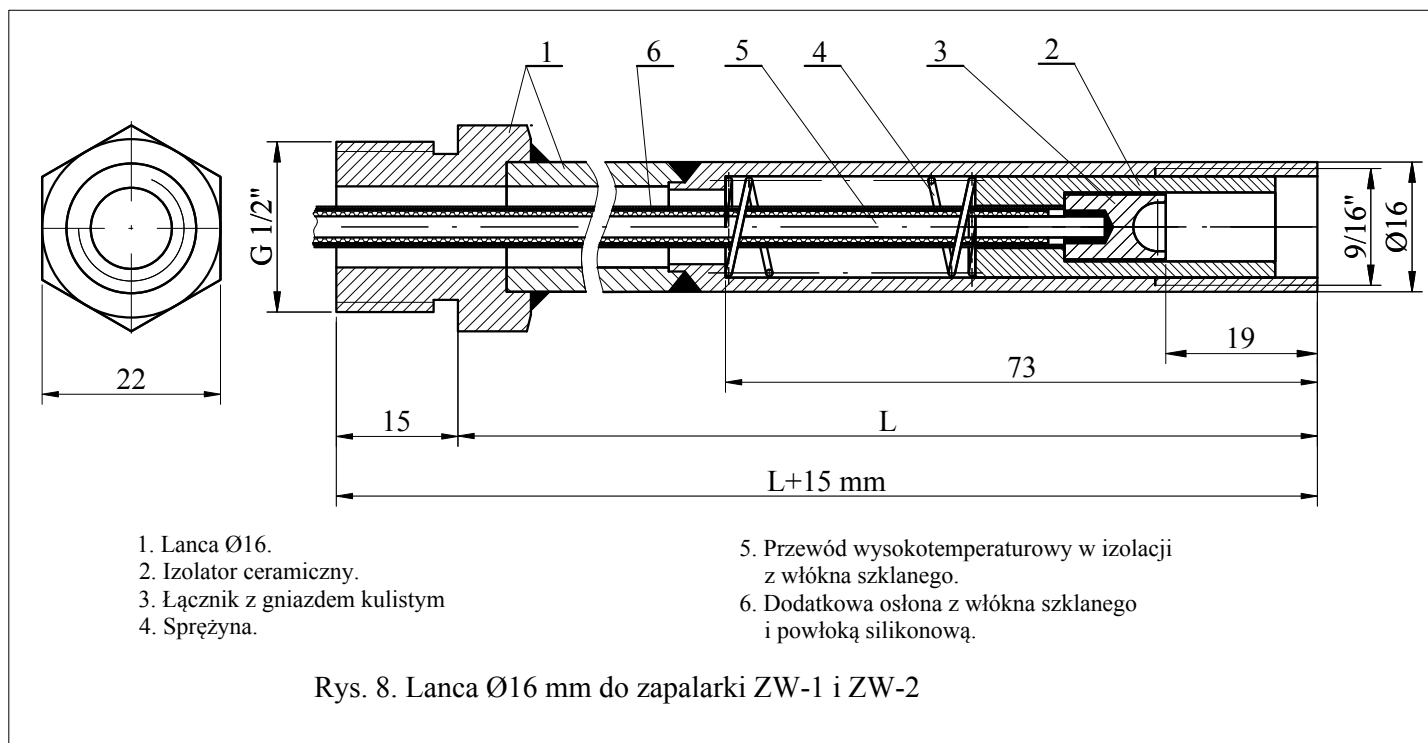 1
6
5
4
3
2
G 1/2"
9/16"
Ø16
22
19
73
15
L
L+15 mm
1. Lanca Ø16.
2. Izolator ceramiczny.
3. Łącznik z gniazdem kulistym
4. Sprężyna.
5. Przewód wysokotemperaturowy w izolacji
z włókna szklanego.
6. Dodatkowa osłona z włókna szklanego
i powłoką silikonową.
Rys. 8. Lanca Ø16 mm do zapalarki ZW-1 i ZW-2